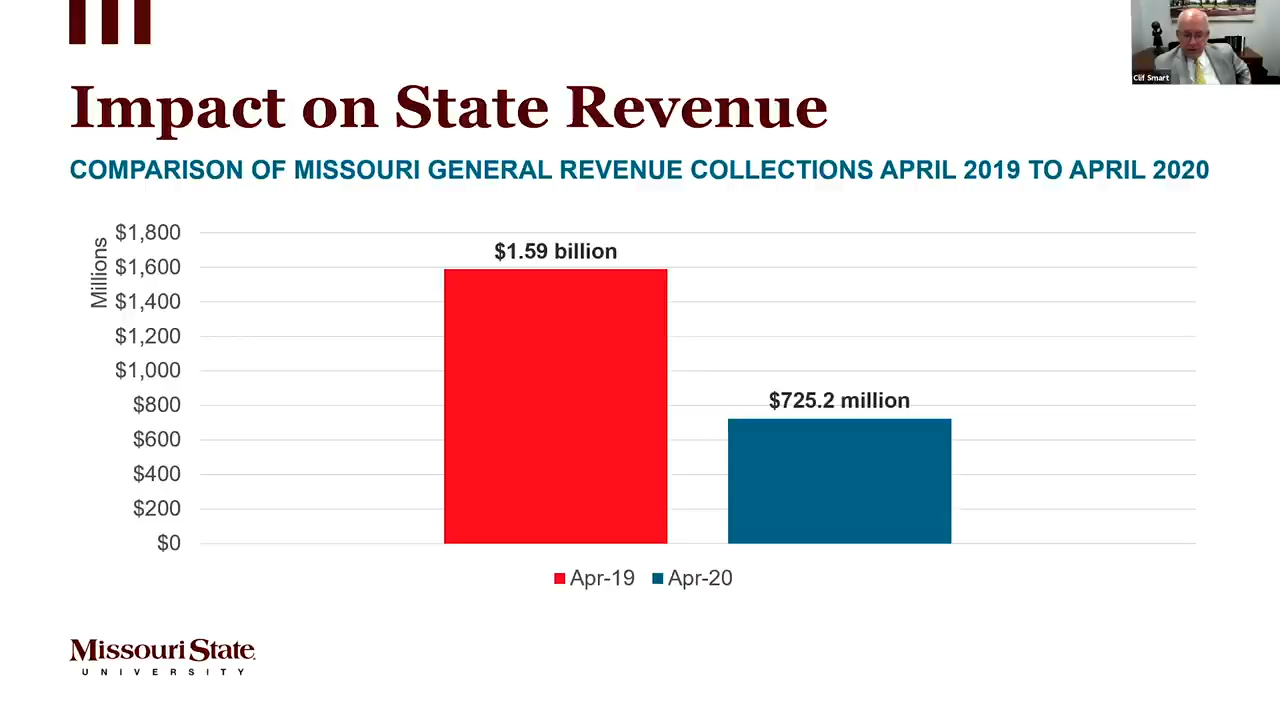 Clif Smart
Impact on State Revenue
COMPARISON OF MISSOURI GENERAL REVENUE COLLECTIONS APRIL 2019 TO APRIL 2020
Millions
$1,800
$1,600
$1,400
$1,200
$1,000
$800
$600
$400
$200
$0
$1.59 billion
$725.2 million
Apr-19 Apr-20
Missouri State
UNIVERSITY